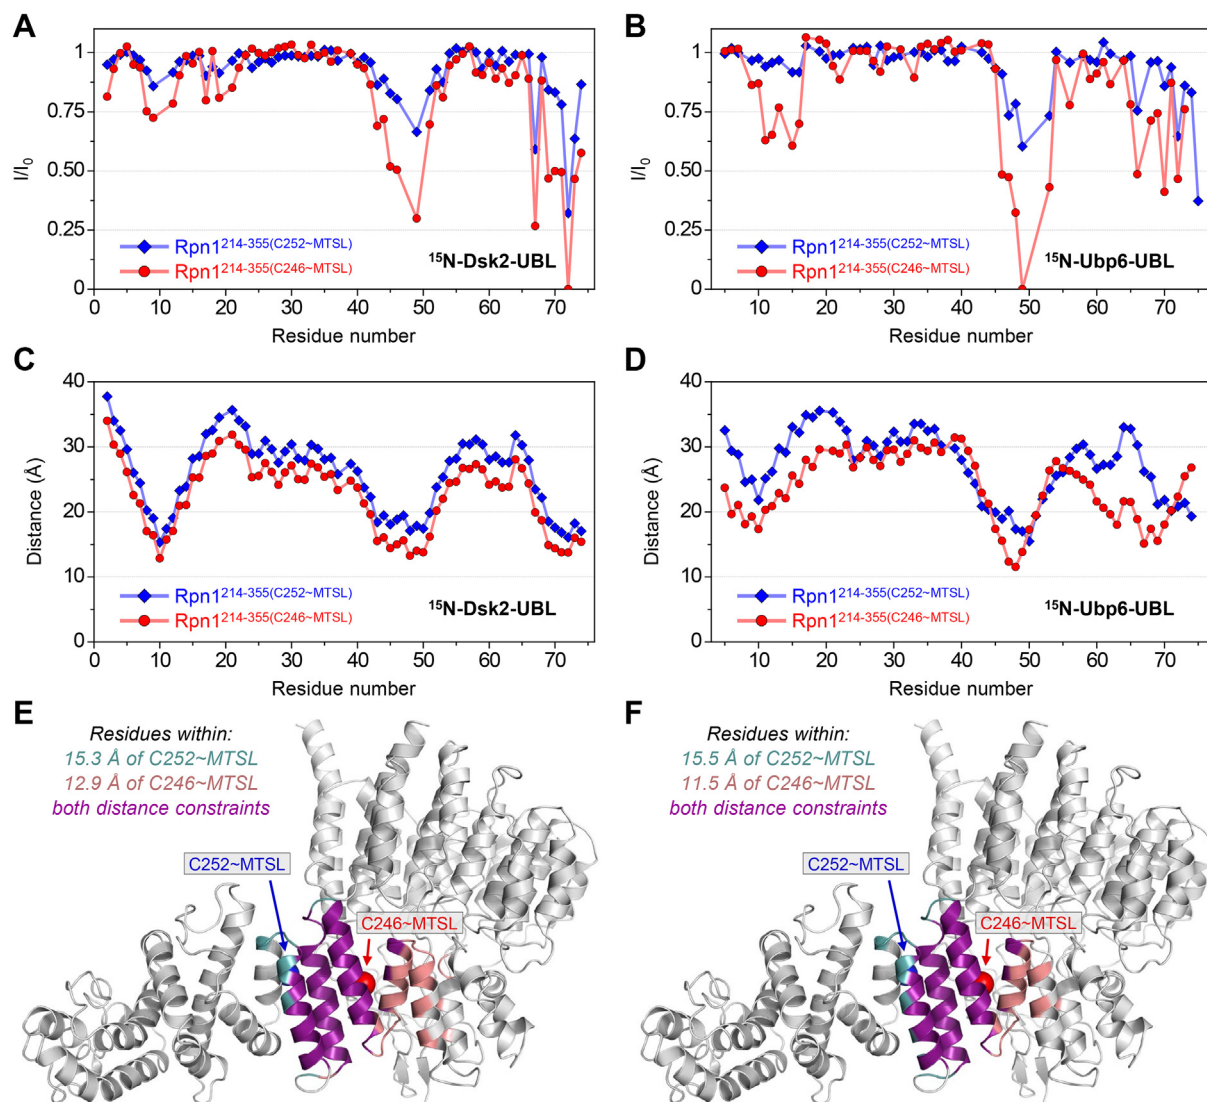 A
1
0.75
0.50
0.25
0
I/I0
Rpn1214-355(C252~MTSL)
Rpn1214-355(C246~MTSL)
15N-Dsk2-UBL
0 10 20 30 40 50 60 70
Residue number
B
1
0.75
0.50
0.25
0
I/I0
Rpn1214-355(C252~MTSL)
Rpn1214-355(C246~MTSL)
15N-Ubp6-UBL
10 20 30 40 50 60 70
Residue number
C
40
30
20
10
0
Distance (Å)
Rpn1214-355(C252~MTSL)
Rpn1214-355(C246~MTSL)
15N-Dsk2-UBL
0 10 20 30 40 50 60 70
Residue number
D
40
30
20
10
0
Distance (Å)
Rpn1214-355(C252~MTSL)
Rpn1214-355(C246~MTSL)
15N-Ubp6-UBL
10 20 30 40 50 60 70
Residue number
E
Residues within:
15.3 Å of C252~MTSL
12.9 Å of C246~MTSL
both distance constraints
C252~MTSL
C246~MTSL
F
Residues within:
15.5 Å of C252~MTSL
11.5 Å of C246~MTSL
both distance constraints
C252~MTSL
C246~MTSL